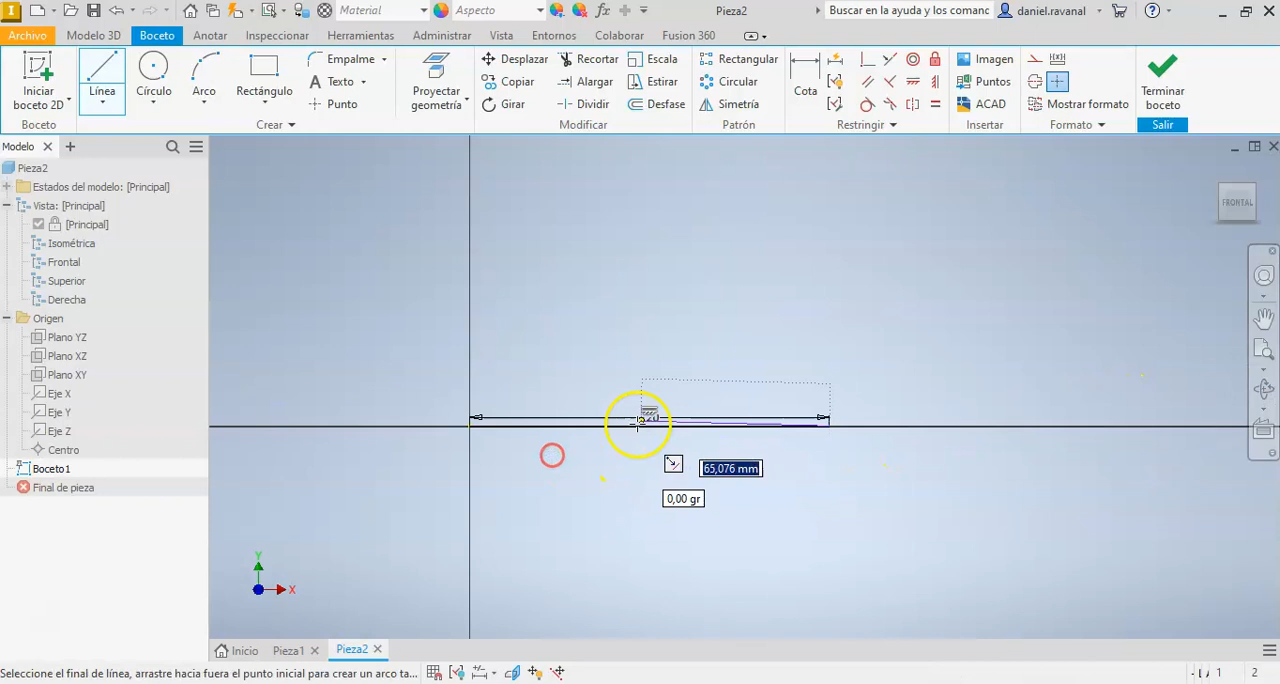 Material Aspecto fx Pieza2 Buscar en la ayuda y los comanc daniel.ravanal
Archivo Modelo 3D Boceto Anotar Inspeccionar Herramientas Administrar Vista Entornos Colaborar Fusion 360
Iniciar
boceto 2D
Línea
Círculo
Arco
Rectángulo
Empalme
Texto
Punto
Proyectar
geometría
Desplazar
Copiar
Girar
Recortar
Alargar
Dividir
Escala
Estirar
Desfase
Rectangular
Circular
Simetría
Cota
Imagen
Puntos
ACAD
Mostrar formato
Terminar
boceto
Boceto Crear Modificar Patrón Restringir Insertar Formato Salir
Modelo
Pieza2
Estados del modelo: [Principal]
Vista: [Principal]
[Principal]
Isométrica
Frontal
Superior
Derecha
Origen
Plano YZ
Plano XZ
Plano XY
Eje X
Eje Y
Eje Z
Centro
Boceto1
Final de pieza
FRONTAL
65,076 mm
0,00 gr
Y
X
Inicio Pieza1 Pieza2
Seleccione el final de línea, arrastre hacia fuera el punto inicial para crear un arco ta... 1 2